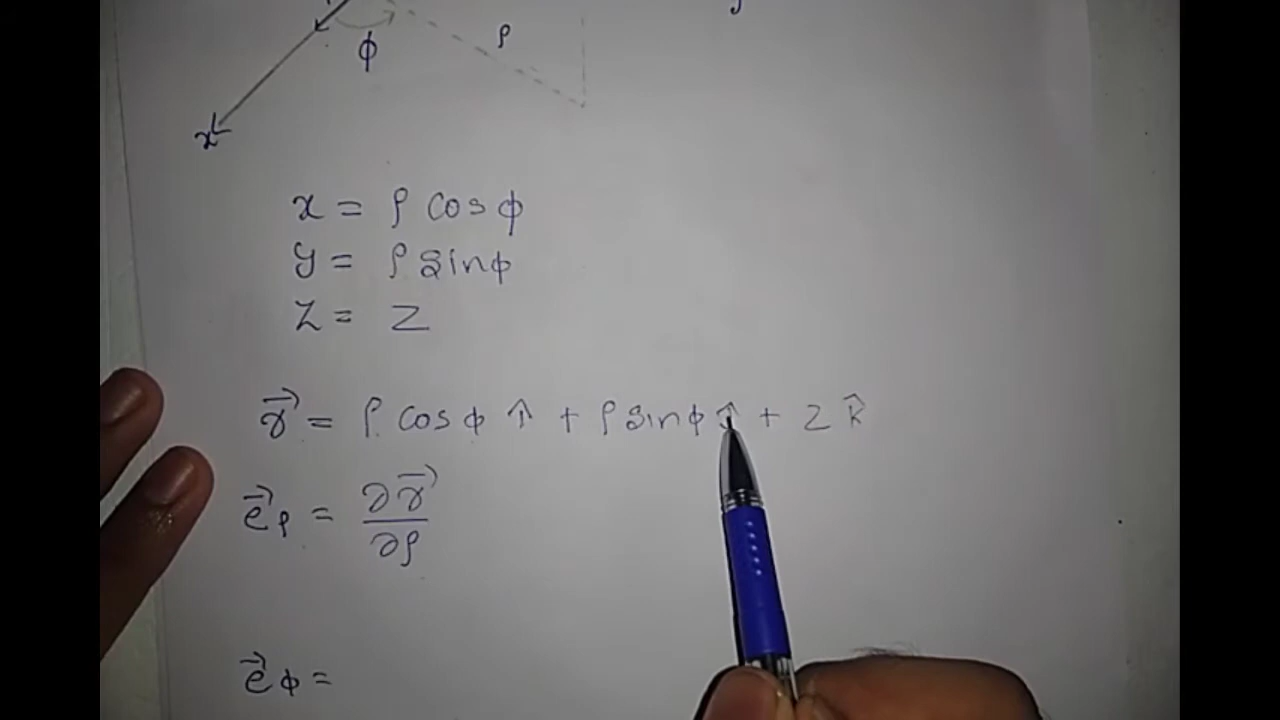 ϕ
ρ
x
x = ρ cos ϕ
y = ρ sin ϕ
z = z
r⃗ = ρ cos ϕ î + ρ sin ϕ ĵ + z k̂
e⃗ρ = ∂r⃗/∂ρ
e⃗ϕ =